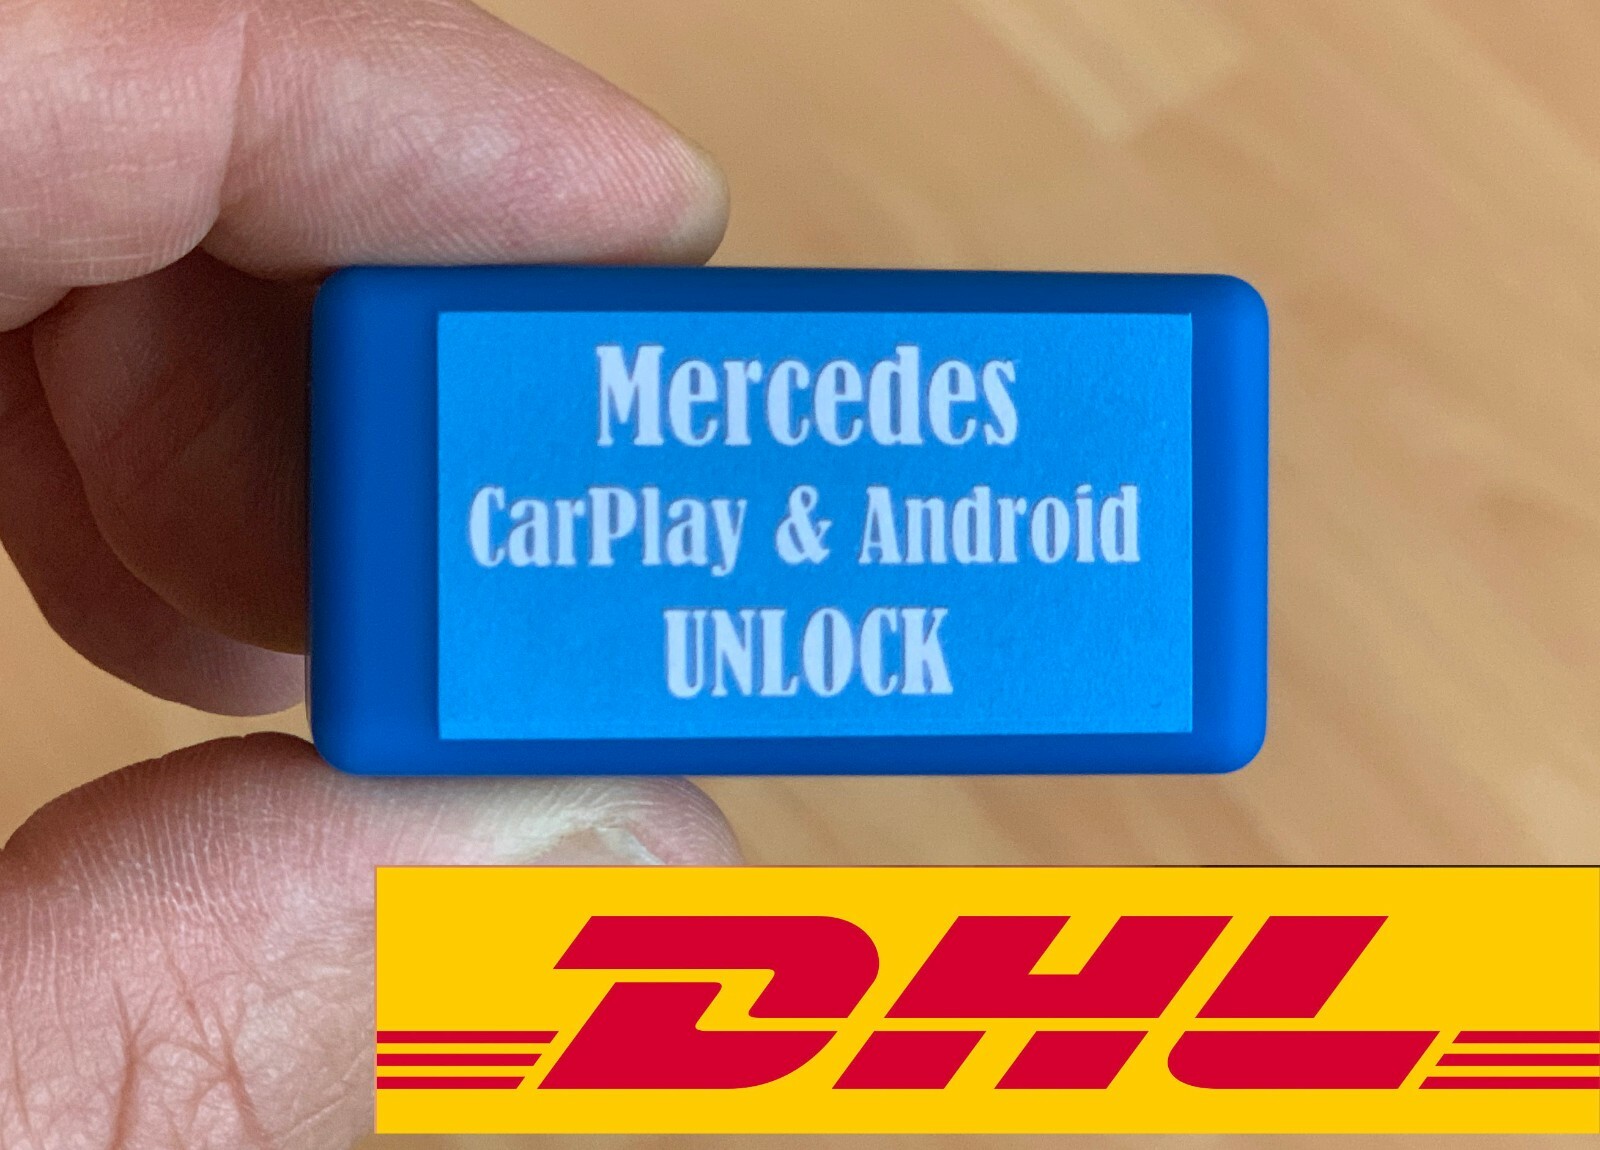 Mercedes
CarPlay & Android
UNLOCK
DHL